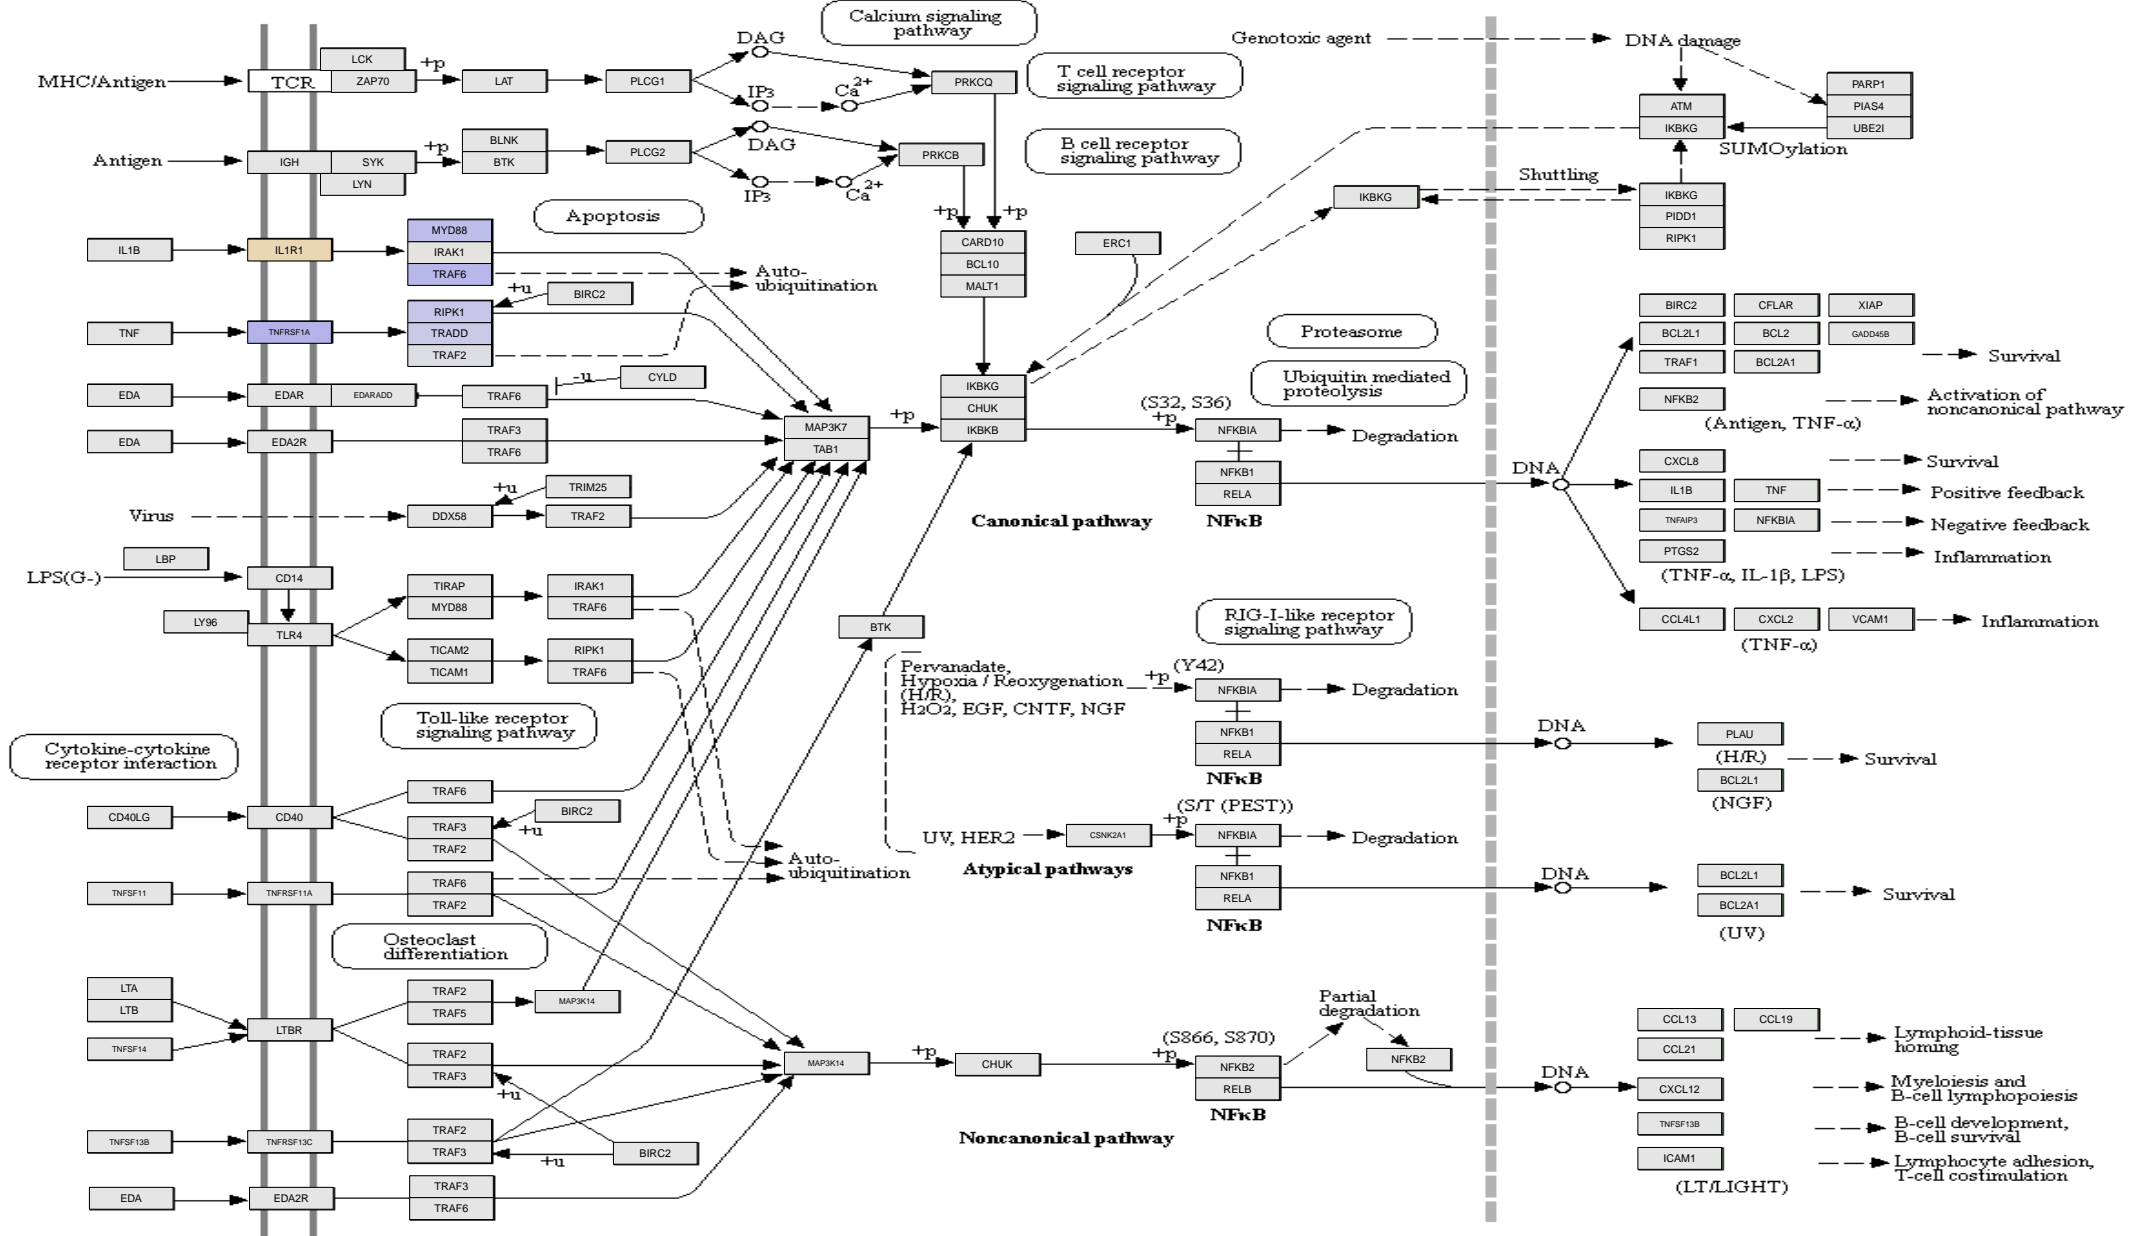 Calcium signaling
pathway
T cell receptor
signaling pathway
B cell receptor
signaling pathway
MHC/Antigen
TCR
LCK
ZAP70
+p
LAT
PLCG1
DAG
IP3
Ca2+
PRKCQ
Antigen
IGH
SYK
LYN
+p
BLNK
BTK
PLCG2
DAG
IP3
Ca2+
PRKCB
+p
+p
CARD10
BCL10
MALT1
ERC1
Genotoxic agent
DNA damage
ATM
IKBKG
PARP1
PIAS4
UBE2I
SUMOylation
Shuttling
IKBKG
IKBKG
PIDD1
RIPK1
Apoptosis
IL1B
IL1R1
MYD88
IRAK1
TRAF6
Auto-
ubiquitination
TNF
TNFRSF1A
RIPK1
TRADD
TRAF2
+u
BIRC2
EDA
EDAR
EDARADD
TRAF6
-u
CYLD
EDA
EDA2R
TRAF3
TRAF6
MAP3K7
TAB1
+p
IKBKG
CHUK
IKBKB
Proteasome
Ubiquitin mediated
proteolysis
(S32, S36)
+p
NFKBIA
Degradation
NFKB1
RELA
NFκB
Canonical pathway
DNA
BIRC2
CFLAR
XIAP
BCL2L1
BCL2
GADD45B
TRAF1
BCL2A1
Survival
NFKB2
Activation of
noncanonical pathway
(Antigen, TNF-α)
CXCL8
Survival
IL1B
TNF
Positive feedback
TNFAIP3
NFKBIA
Negative feedback
PTGS2
Inflammation
(TNF-α, IL-1β, LPS)
CCL4L1
CXCL2
VCAM1
Inflammation
(TNF-α)
Virus
DDX58
+u
TRIM25
TRAF2
LPS(G-)
LBP
CD14
LY96
TLR4
TIRAP
MYD88
IRAK1
TRAF6
TICAM2
TICAM1
RIPK1
TRAF6
BTK
Toll-like receptor
signaling pathway
Cytokine-cytokine
receptor interaction
RIG-I-like receptor
signaling pathway
Pervanadate,
Hypoxia / Reoxygenation
(H/R),
H2O2, EGF, CNTF, NGF
+p
(Y42)
NFKBIA
Degradation
NFKB1
RELA
NFκB
DNA
PLAU
(H/R)
BCL2L1
(NGF)
Survival
UV, HER2
CSNK2A1
+p
(S/T (PEST))
NFKBIA
Degradation
NFKB1
RELA
NFκB
Atypical pathways
DNA
BCL2L1
BCL2A1
(UV)
Survival
CD40LG
CD40
TRAF6
TRAF3
TRAF2
+u
BIRC2
Auto-
ubiquitination
TNFSF11
TNFRSF11A
TRAF6
TRAF2
Osteoclast
differentiation
LTA
LTB
TNFSF14
LTBR
TRAF2
TRAF5
MAP3K14
TRAF2
TRAF3
+u
TNFSF13B
TNFRSF13C
TRAF2
TRAF3
+u
BIRC2
EDA
EDA2R
TRAF3
TRAF6
MAP3K14
+p
CHUK
+p
(S866, S870)
NFKB2
RELB
NFκB
Partial
degradation
NFKB2
Noncanonical pathway
DNA
CCL13
CCL19
CCL21
Lymphoid-tissue
homing
CXCL12
Myeloiesis and
B-cell lymphopoiesis
TNFSF13B
B-cell development,
B-cell survival
ICAM1
Lymphocyte adhesion,
T-cell costimulation
(LT/LIGHT)